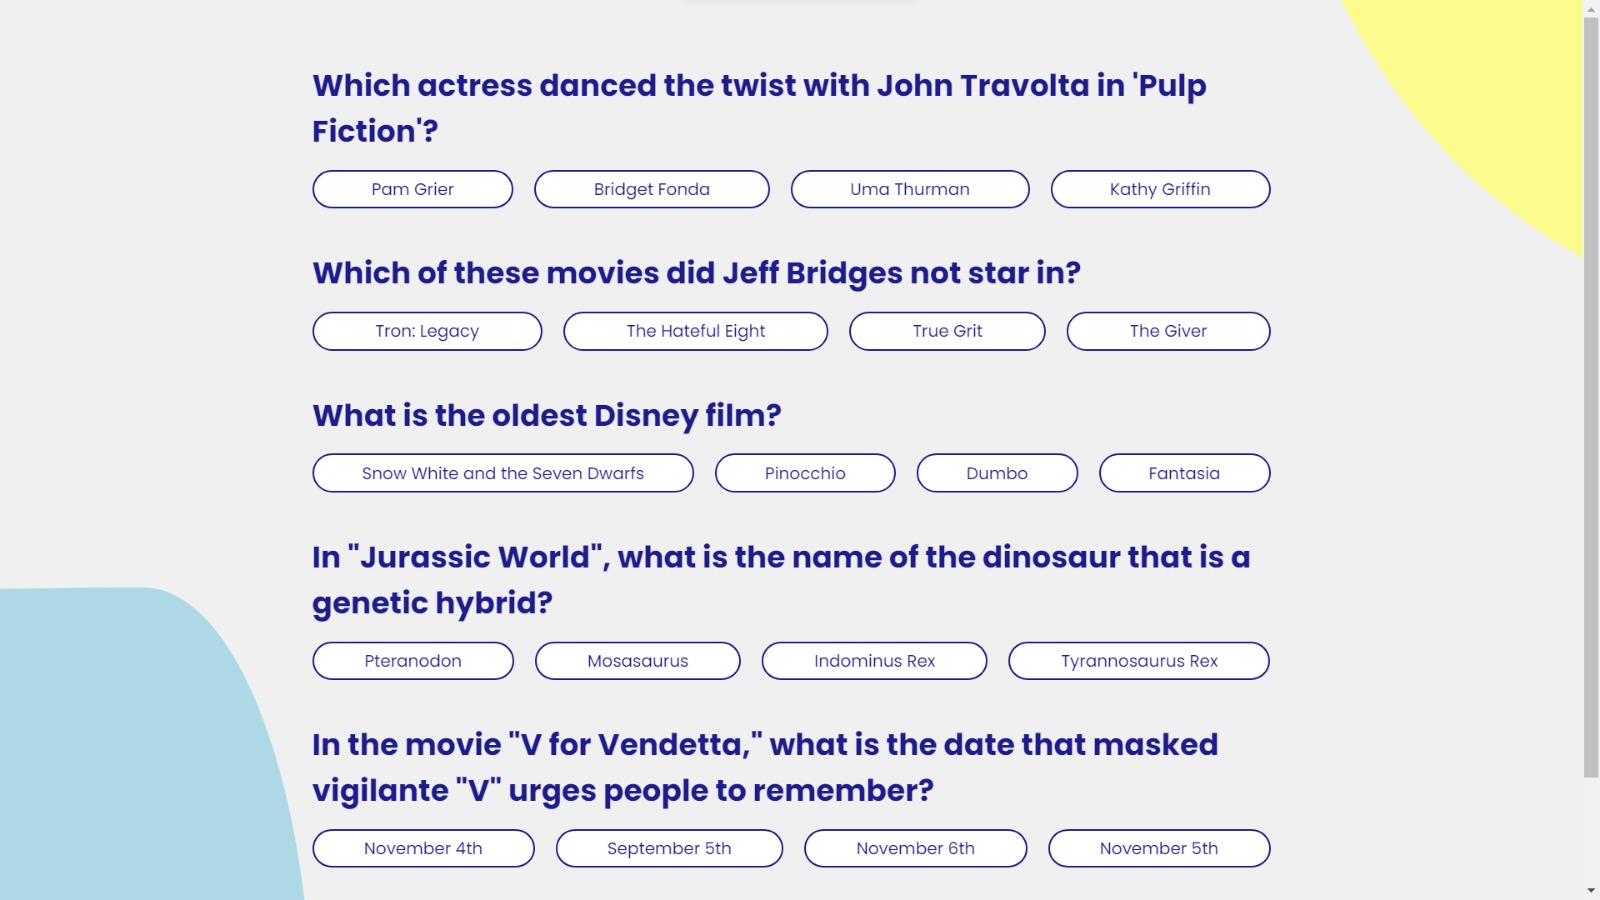 Which actress danced the twist with John Travolta in 'Pulp
Fiction'?
Pam Grier
Bridget Fonda
Uma Thurman
Kathy Griffin
Which of these movies did Jeff Bridges not star in?
Tron: Legacy
The Hateful Eight
True Grit
The Giver
What is the oldest Disney film?
Snow White and the Seven Dwarfs
Pinocchio
Dumbo
Fantasia
In "Jurassic World", what is the name of the dinosaur that is a
genetic hybrid?
Pteranodon
Mosasaurus
Indominus Rex
Tyrannosaurus Rex
In the movie "V for Vendetta," what is the date that masked
vigilante "V" urges people to remember?
November 4th
September 5th
November 6th
November 5th